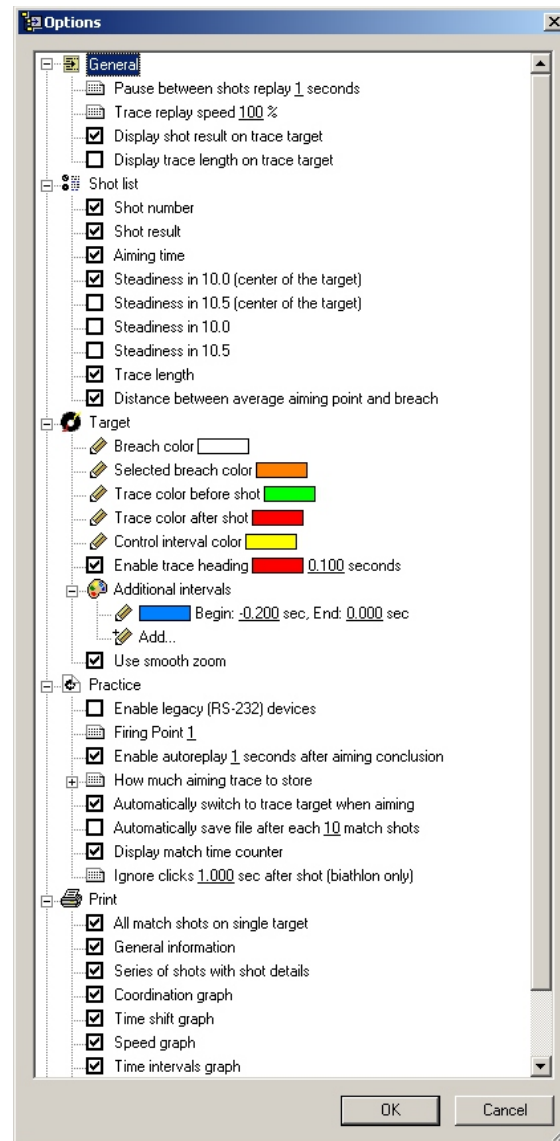 Options
General
Pause between shots replay 1 seconds
Trace replay speed 100 %
Display shot result on trace target
Display trace length on trace target
Shot list
Shot number
Shot result
Aiming time
Steadiness in 10.0 (center of the target)
Steadiness in 10.5 (center of the target)
Steadiness in 10.0
Steadiness in 10.5
Trace length
Distance between average aiming point and breach
Target
Breach color
Selected breach color
Trace color before shot
Trace color after shot
Control interval color
Enable trace heading 0.100 seconds
Additional intervals
Begin: -0.200 sec, End: 0.000 sec
Add...
Use smooth zoom
Practice
Enable legacy (RS-232) devices
Firing Point 1
Enable autoreplay 1 seconds after aiming conclusion
How much aiming trace to store
Automatically switch to trace target when aiming
Automatically save file after each 10 match shots
Display match time counter
Ignore clicks 1.000 sec after shot (biathlon only)
Print
All match shots on single target
General information
Series of shots with shot details
Coordination graph
Time shift graph
Speed graph
Time intervals graph
OK Cancel